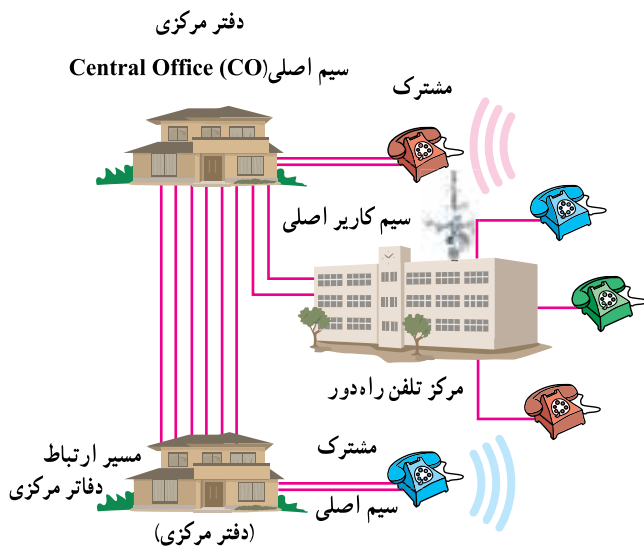 دفتر مرکزی
سیم اصلی Central Office (CO)
مشترک
سیم کاریر اصلی
مرکز تلفن راه‌دور
مسیر ارتباط
دفاتر مرکزی
مشترک
سیم اصلی
(دفتر مرکزی)